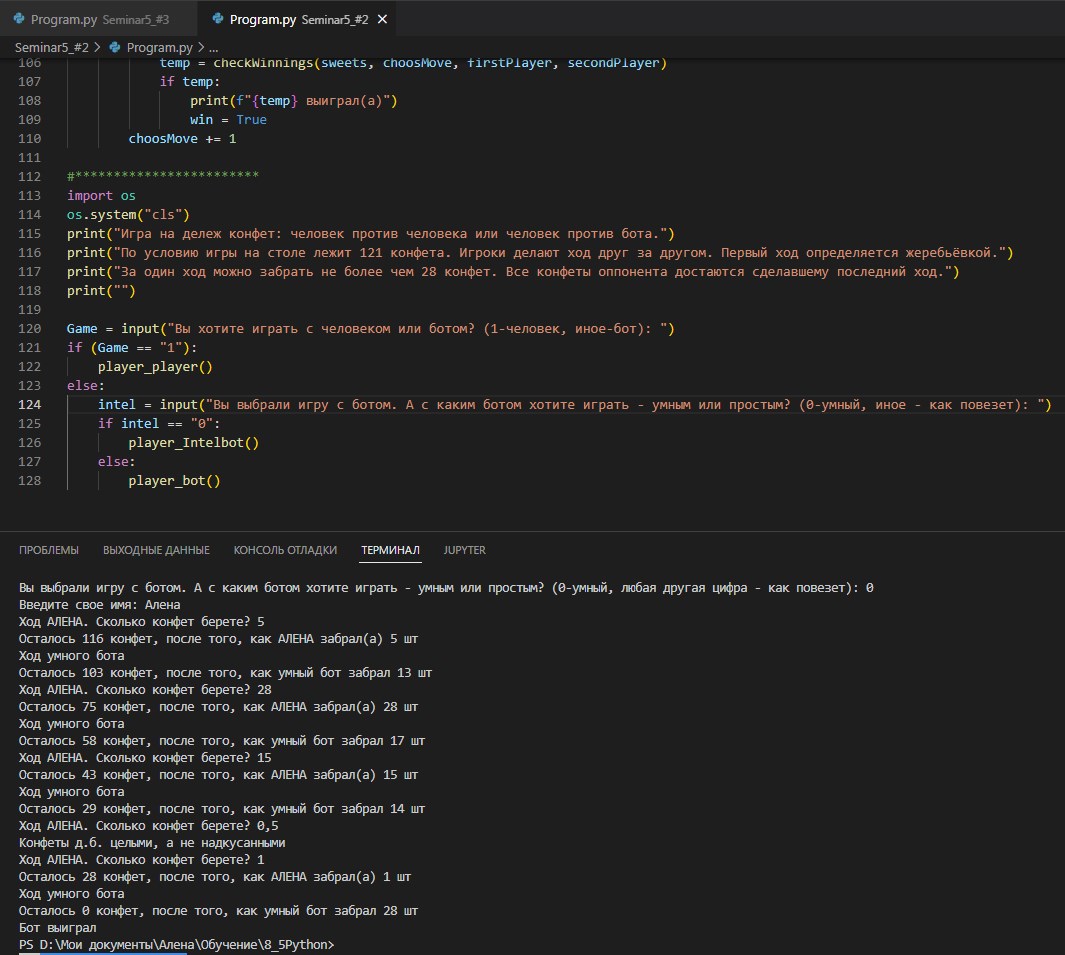 Program.py Seminar5_#3 Program.py Seminar5_#2 ×
Seminar5_#2 > Program.py > ...
106 temp = checkWinnings(sweets, choosMove, firstPlayer, secondPlayer)
107 if temp:
108 print(f"{temp} выиграл(а)")
109 win = True
110 choosMove += 1
111
112 #************************
113 import os
114 os.system("cls")
115 print("Игра на дележ конфет: человек против человека или человек против бота.")
116 print("По условию игры на столе лежит 121 конфета. Игроки делают ход друг за другом. Первый ход определяется жеребьёвкой.")
117 print("За один ход можно забрать не более чем 28 конфет. Все конфеты оппонента достаются сделавшему последний ход.")
118 print("")
119
120 Game = input("Вы хотите играть с человеком или ботом? (1-человек, иное-бот): ")
121 if (Game == "1"):
122 player_player()
123 else:
124 intel = input("Вы выбрали игру с ботом. А с каким ботом хотите играть - умным или простым? (0-умный, иное - как повезет): ")
125 if intel == "0":
126 player_Intelbot()
127 else:
128 player_bot()
ПРОБЛЕМЫ ВЫХОДНЫЕ ДАННЫЕ КОНСОЛЬ ОТЛАДКИ ТЕРМИНАЛ JUPYTER
Вы выбрали игру с ботом. А с каким ботом хотите играть - умным или простым? (0-умный, любая другая цифра - как повезет): 0
Введите свое имя: Алена
Ход АЛЕНА. Сколько конфет берете? 5
Осталось 116 конфет, после того, как АЛЕНА забрал(а) 5 шт
Ход умного бота
Осталось 103 конфет, после того, как умный бот забрал 13 шт
Ход АЛЕНА. Сколько конфет берете? 28
Осталось 75 конфет, после того, как АЛЕНА забрал(а) 28 шт
Ход умного бота
Осталось 58 конфет, после того, как умный бот забрал 17 шт
Ход АЛЕНА. Сколько конфет берете? 15
Осталось 43 конфет, после того, как АЛЕНА забрал(а) 15 шт
Ход умного бота
Осталось 29 конфет, после того, как умный бот забрал 14 шт
Ход АЛЕНА. Сколько конфет берете? 0,5
Конфеты д.б. целыми, а не надкусанными
Ход АЛЕНА. Сколько конфет берете? 1
Осталось 28 конфет, после того, как АЛЕНА забрал(а) 1 шт
Ход умного бота
Осталось 0 конфет, после того, как умный бот забрал 28 шт
Бот выиграл
PS D:\Мои документы\Алена\Обучение\8_5Python>